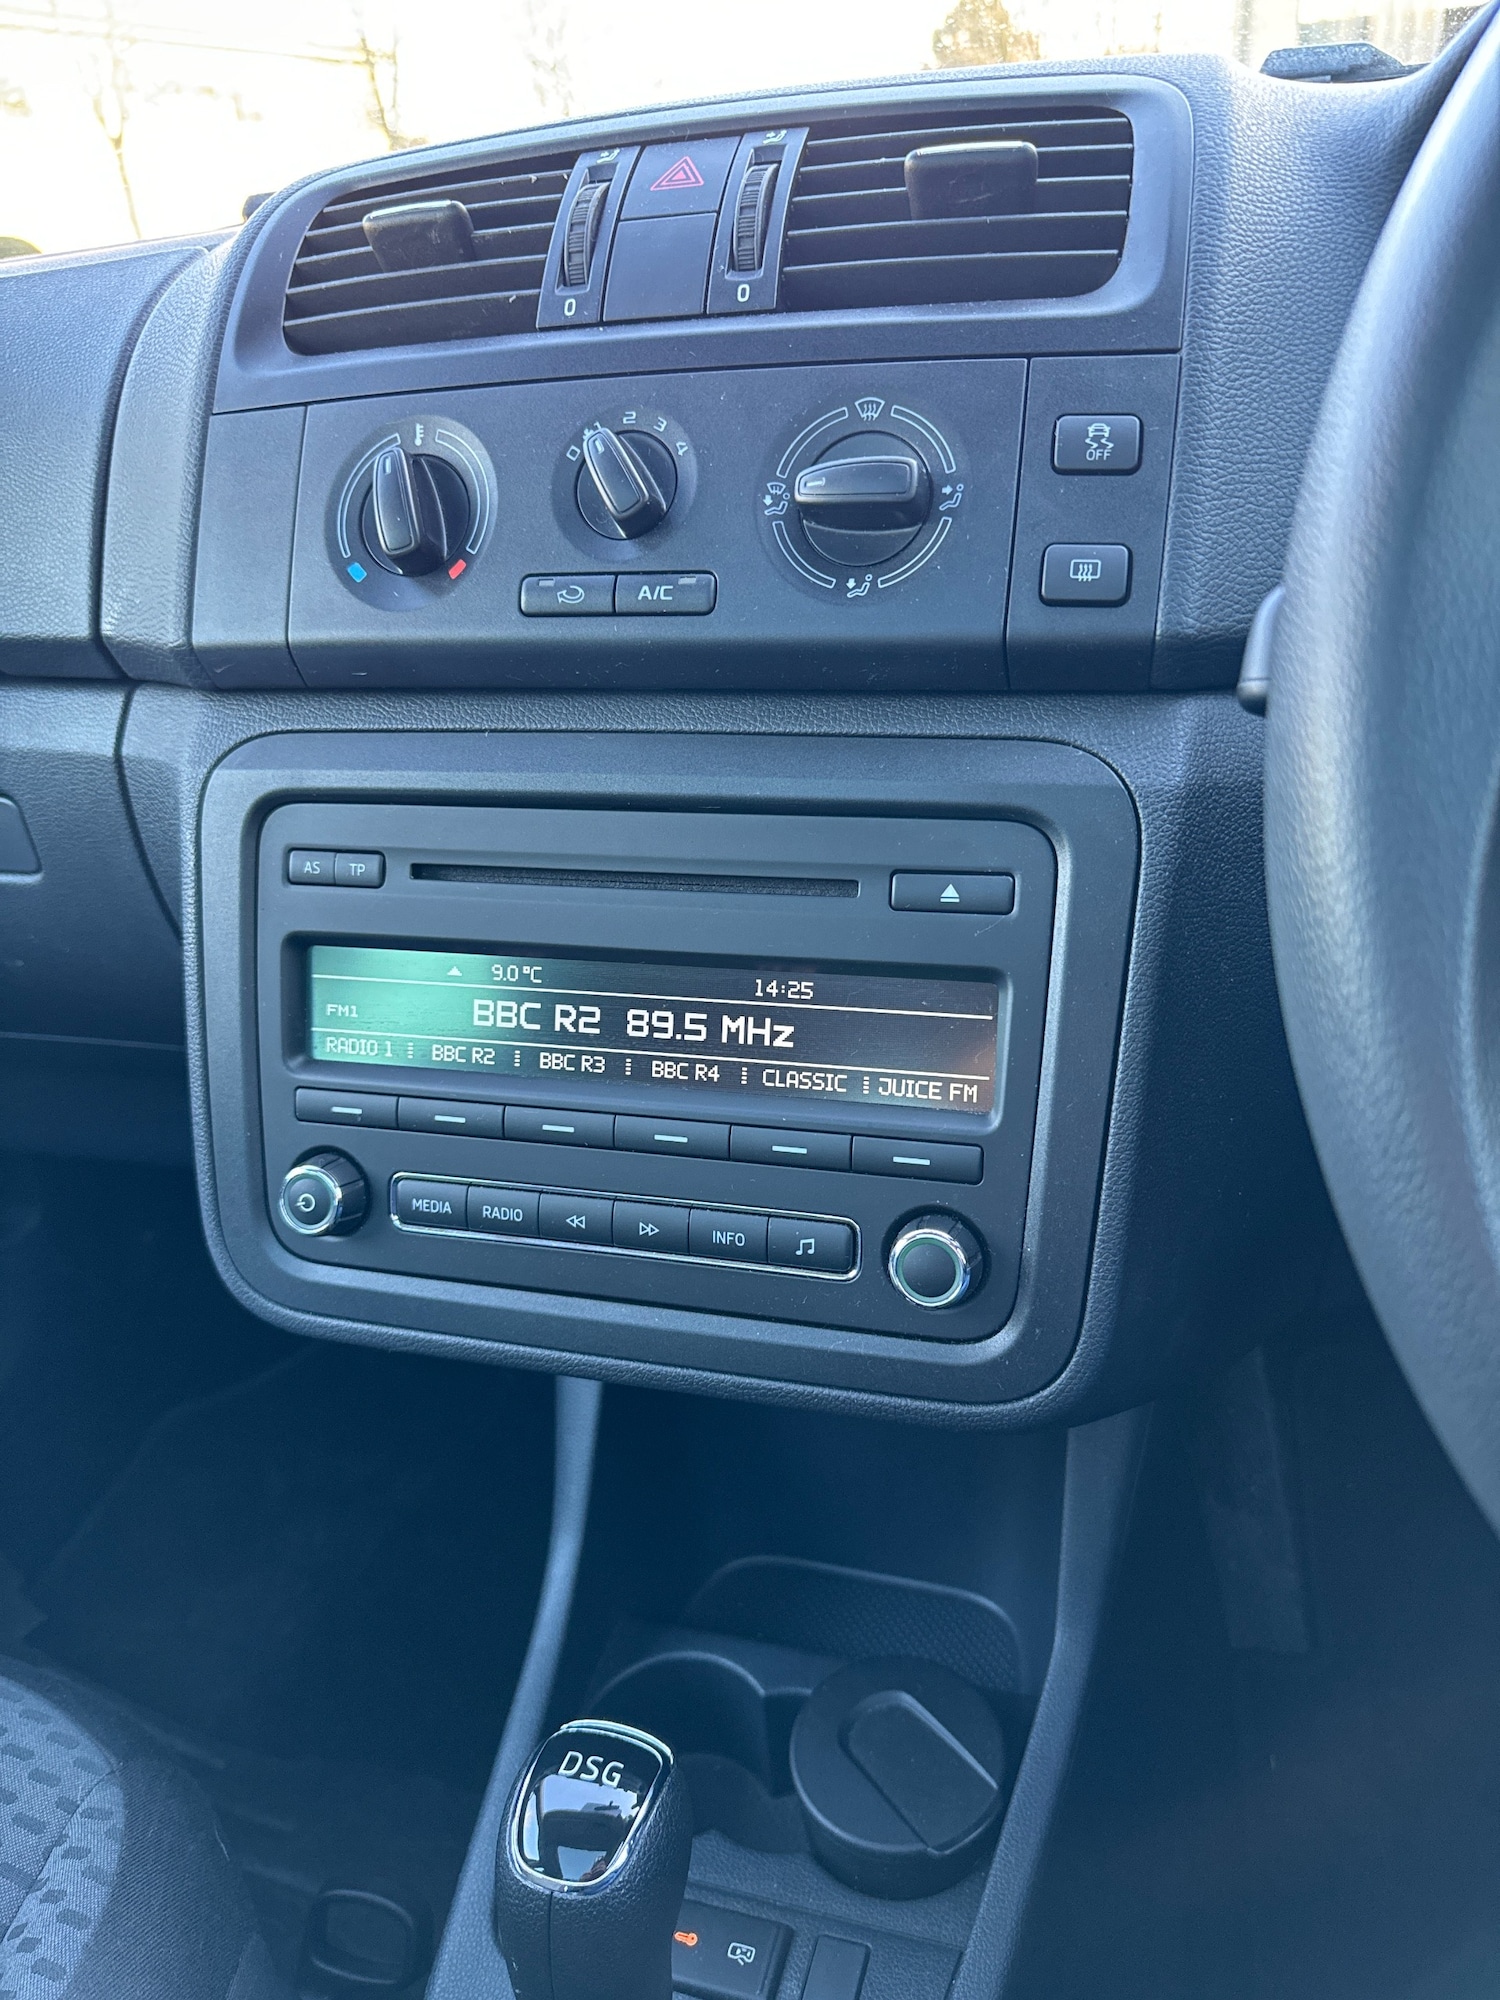 0 0
0 1 2 3 4
OFF
A/C
AS TP
9.0 °C 14:25
FM1 BBC R2 89.5 MHz
RADIO 1 BBC R2 BBC R3 BBC R4 CLASSIC JUICE FM
MEDIA RADIO INFO
DSG